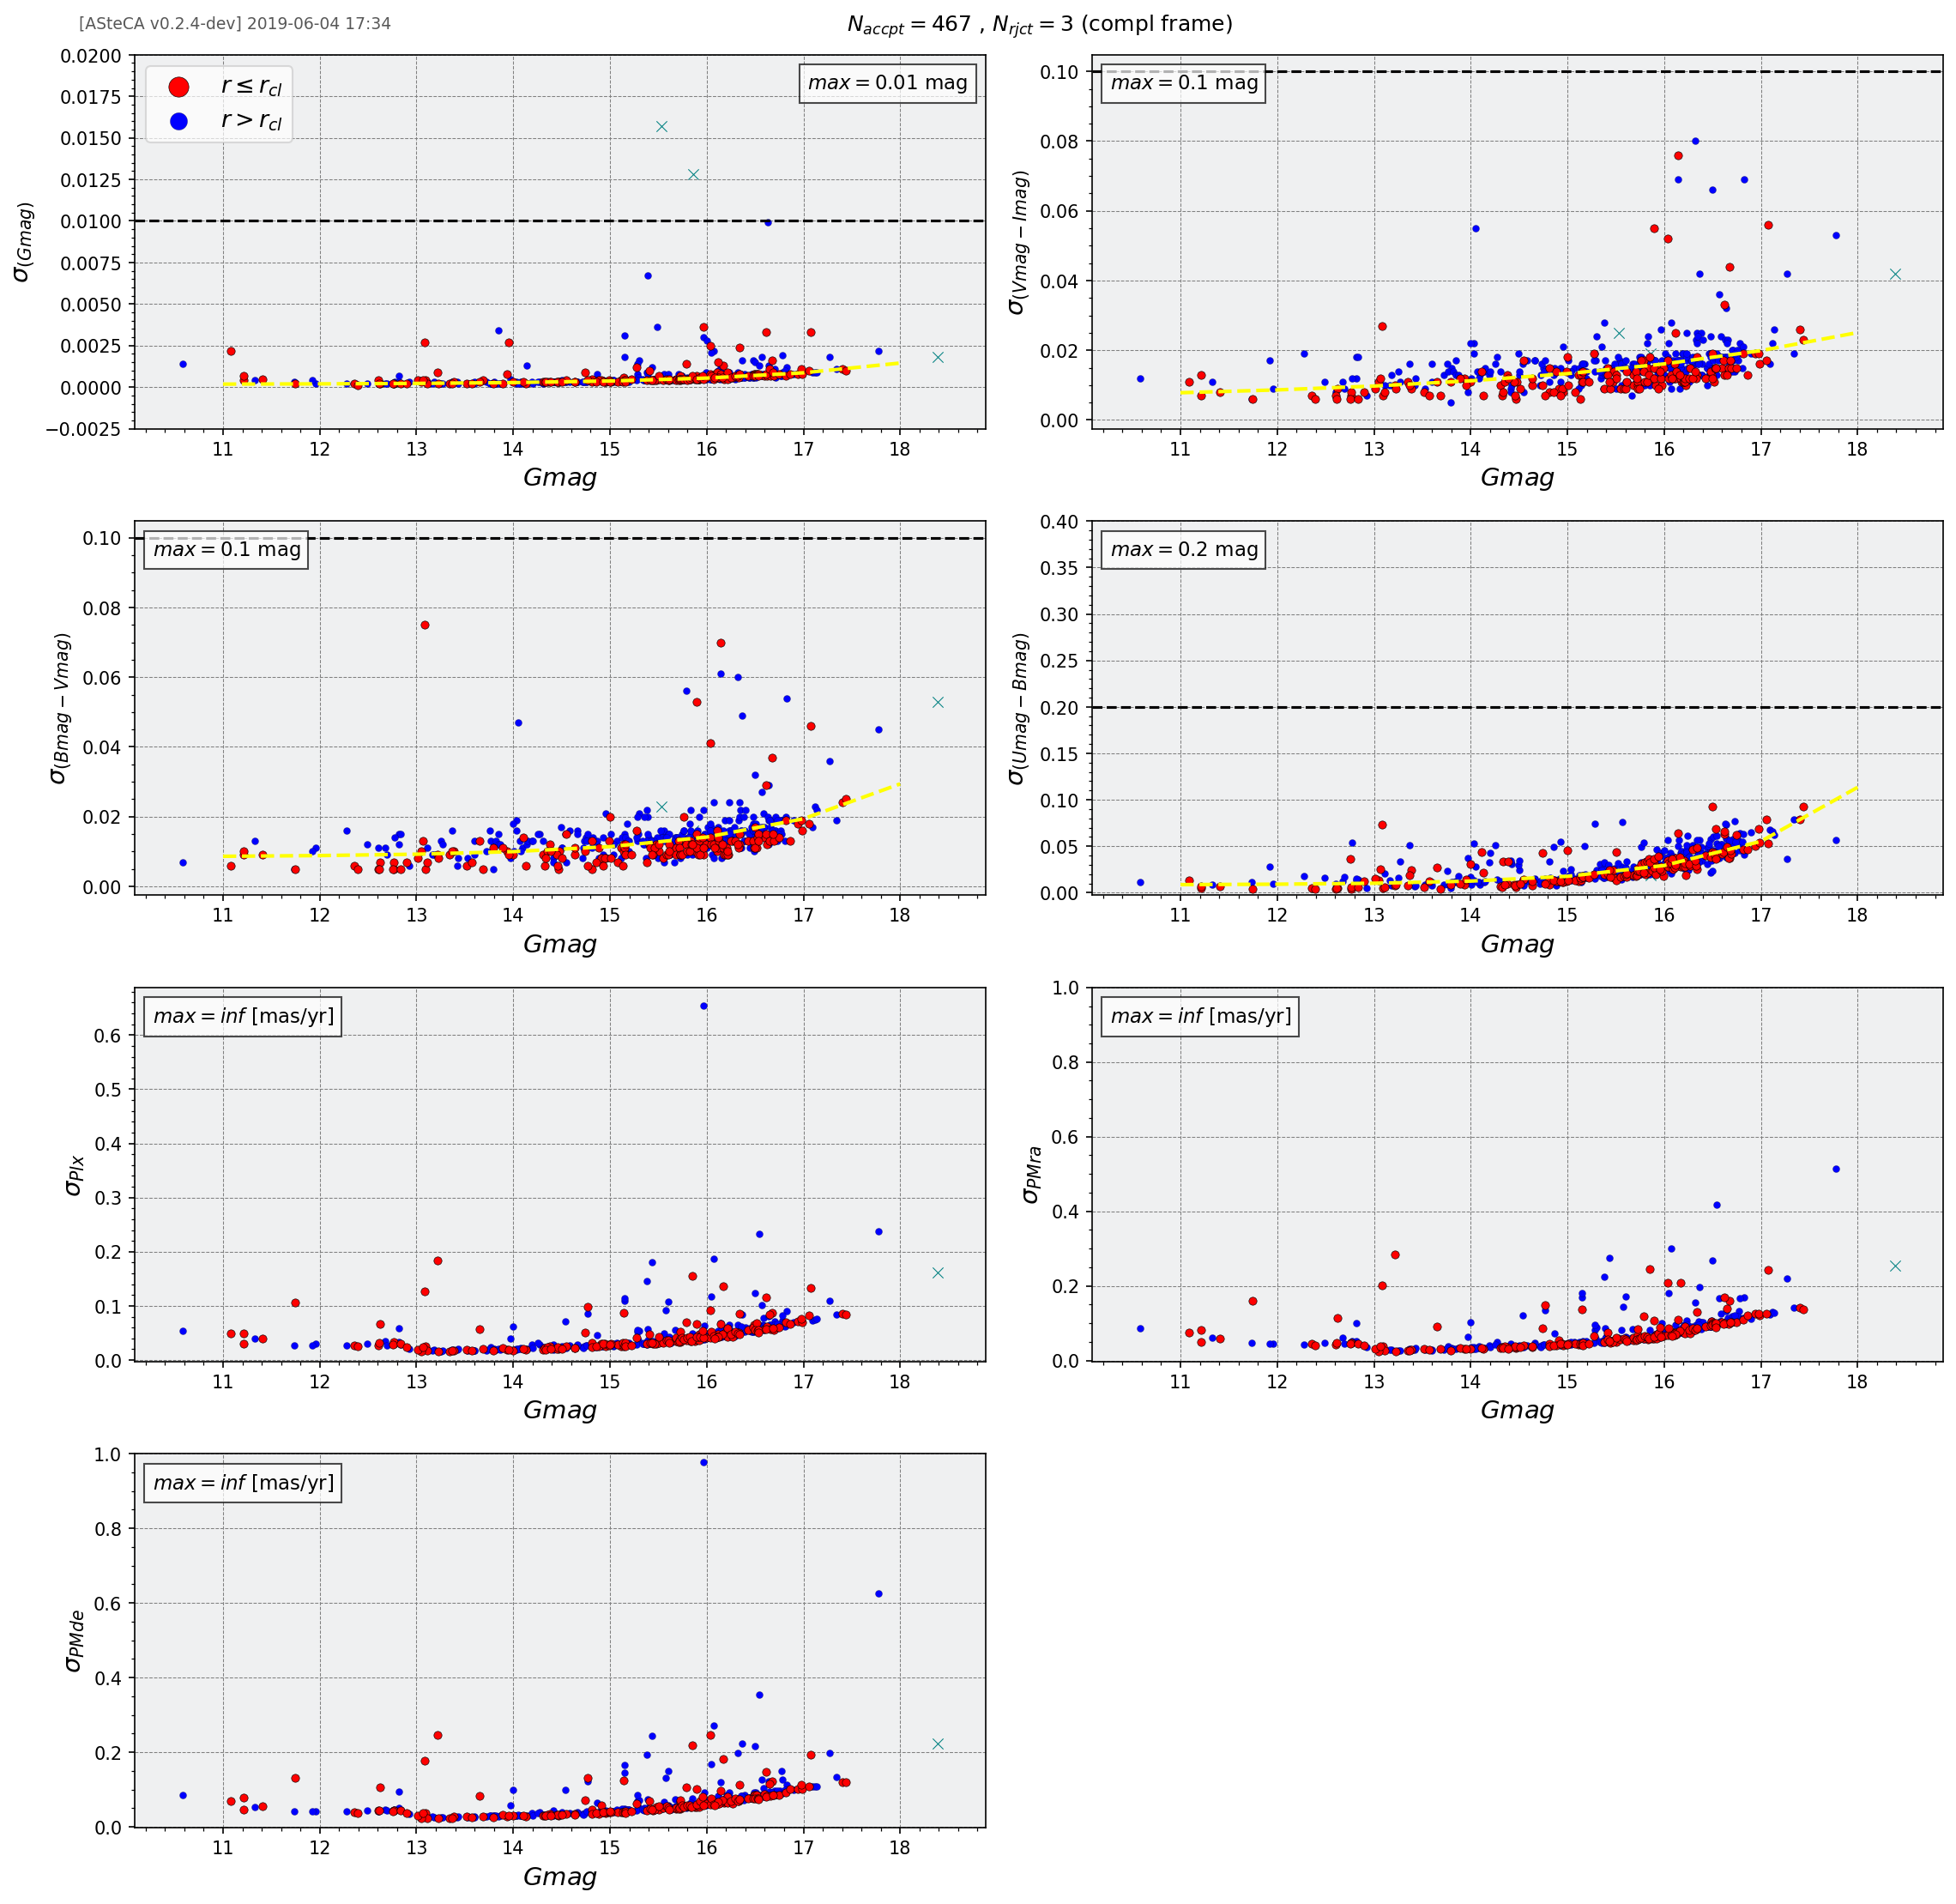 [ASteCA v0.2.4-dev] 2019-06-04 17:34
N_accpt = 467 , N_rjct = 3 (compl frame)
0.0200
0.0175
0.0150
0.0125
0.0100
0.0075
0.0050
0.0025
0.0000
−0.0025
σ(Gmag)
r ≤ r_cl
r > r_cl
max = 0.01 mag
11 12 13 14 15 16 17 18
Gmag
0.10
0.08
0.06
0.04
0.02
0.00
σ(Vmag − Imag)
max = 0.1 mag
11 12 13 14 15 16 17 18
Gmag
0.10
0.08
0.06
0.04
0.02
0.00
σ(Bmag − Vmag)
max = 0.1 mag
11 12 13 14 15 16 17 18
Gmag
0.40
0.35
0.30
0.25
0.20
0.15
0.10
0.05
0.00
σ(Umag − Bmag)
max = 0.2 mag
11 12 13 14 15 16 17 18
Gmag
0.6
0.5
0.4
0.3
0.2
0.1
0.0
σPlx
max = inf [mas/yr]
11 12 13 14 15 16 17 18
Gmag
1.0
0.8
0.6
0.4
0.2
0.0
σPMra
max = inf [mas/yr]
11 12 13 14 15 16 17 18
Gmag
1.0
0.8
0.6
0.4
0.2
0.0
σPMde
max = inf [mas/yr]
11 12 13 14 15 16 17 18
Gmag